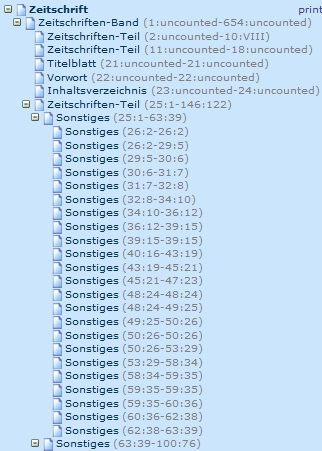 Zeitschrift print
Zeitschriften-Band (1:uncounted-654:uncounted)
Zeitschriften-Teil (2:uncounted-10:VIII)
Zeitschriften-Teil (11:uncounted-18:uncounted)
Titelblatt (21:uncounted-21:uncounted)
Vorwort (22:uncounted-22:uncounted)
Inhaltsverzeichnis (23:uncounted-24:uncounted)
Zeitschriften-Teil (25:1-146:122)
Sonstiges (25:1-63:39)
Sonstiges (26:2-26:2)
Sonstiges (26:2-29:5)
Sonstiges (29:5-30:6)
Sonstiges (30:6-31:7)
Sonstiges (31:7-32:8)
Sonstiges (32:8-34:10)
Sonstiges (34:10-36:12)
Sonstiges (36:12-39:15)
Sonstiges (39:15-39:15)
Sonstiges (40:16-43:19)
Sonstiges (43:19-45:21)
Sonstiges (45:21-47:23)
Sonstiges (48:24-48:24)
Sonstiges (48:24-49:25)
Sonstiges (49:25-50:26)
Sonstiges (50:26-50:26)
Sonstiges (50:26-53:29)
Sonstiges (53:29-58:34)
Sonstiges (58:34-59:35)
Sonstiges (59:35-59:35)
Sonstiges (59:35-60:36)
Sonstiges (60:36-62:38)
Sonstiges (62:38-63:39)
Sonstiges (63:39-100:76)